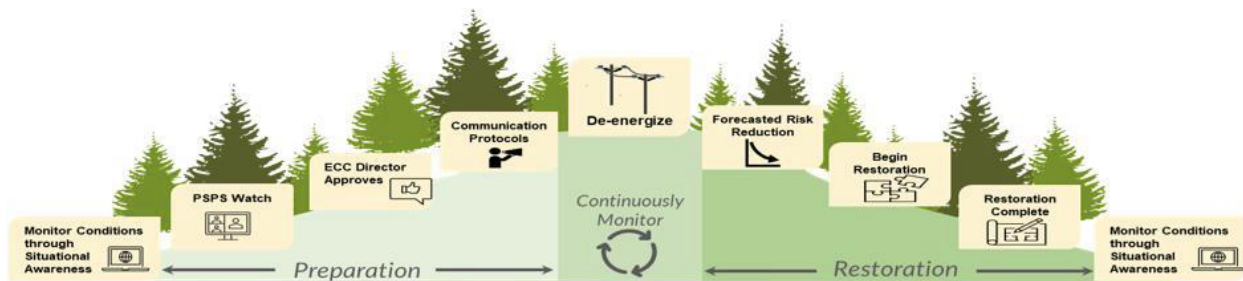 Monitor Conditions
through
Situational
Awareness
PSPS Watch
ECC Director
Approves
Communication
Protocols
De-energize
Forecasted Risk
Reduction
Begin
Restoration
Restoration
Complete
Monitor Conditions
through
Situational
Awareness
Preparation
Continuously
Monitor
Restoration